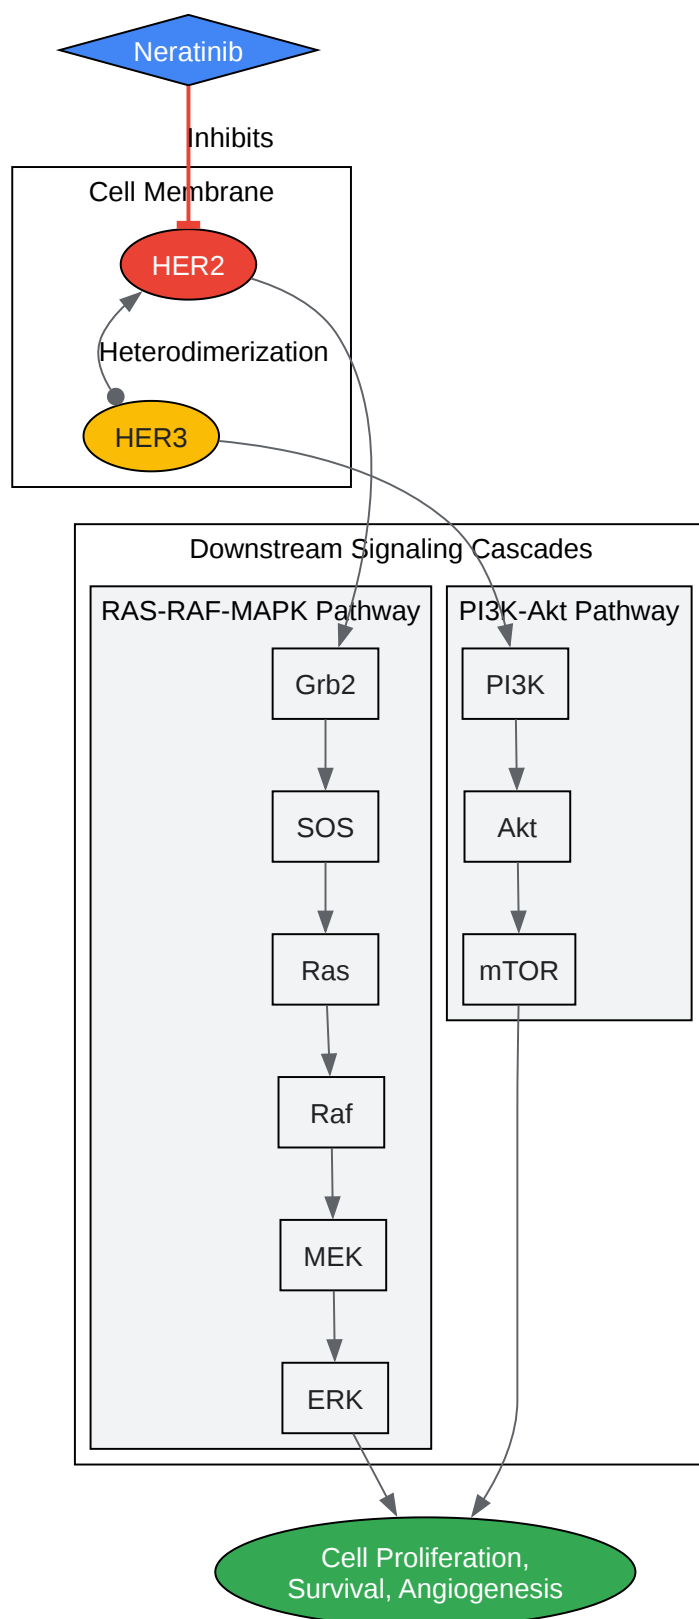 Neratinib
Inhibits
Cell Membrane
HER2
Heterodimerization
HER3
Downstream Signaling Cascades
RAS-RAF-MAPK Pathway
PI3K-Akt Pathway
Grb2
PI3K
SOS
Akt
Ras
mTOR
Raf
MEK
ERK
Cell Proliferation,
Survival, Angiogenesis